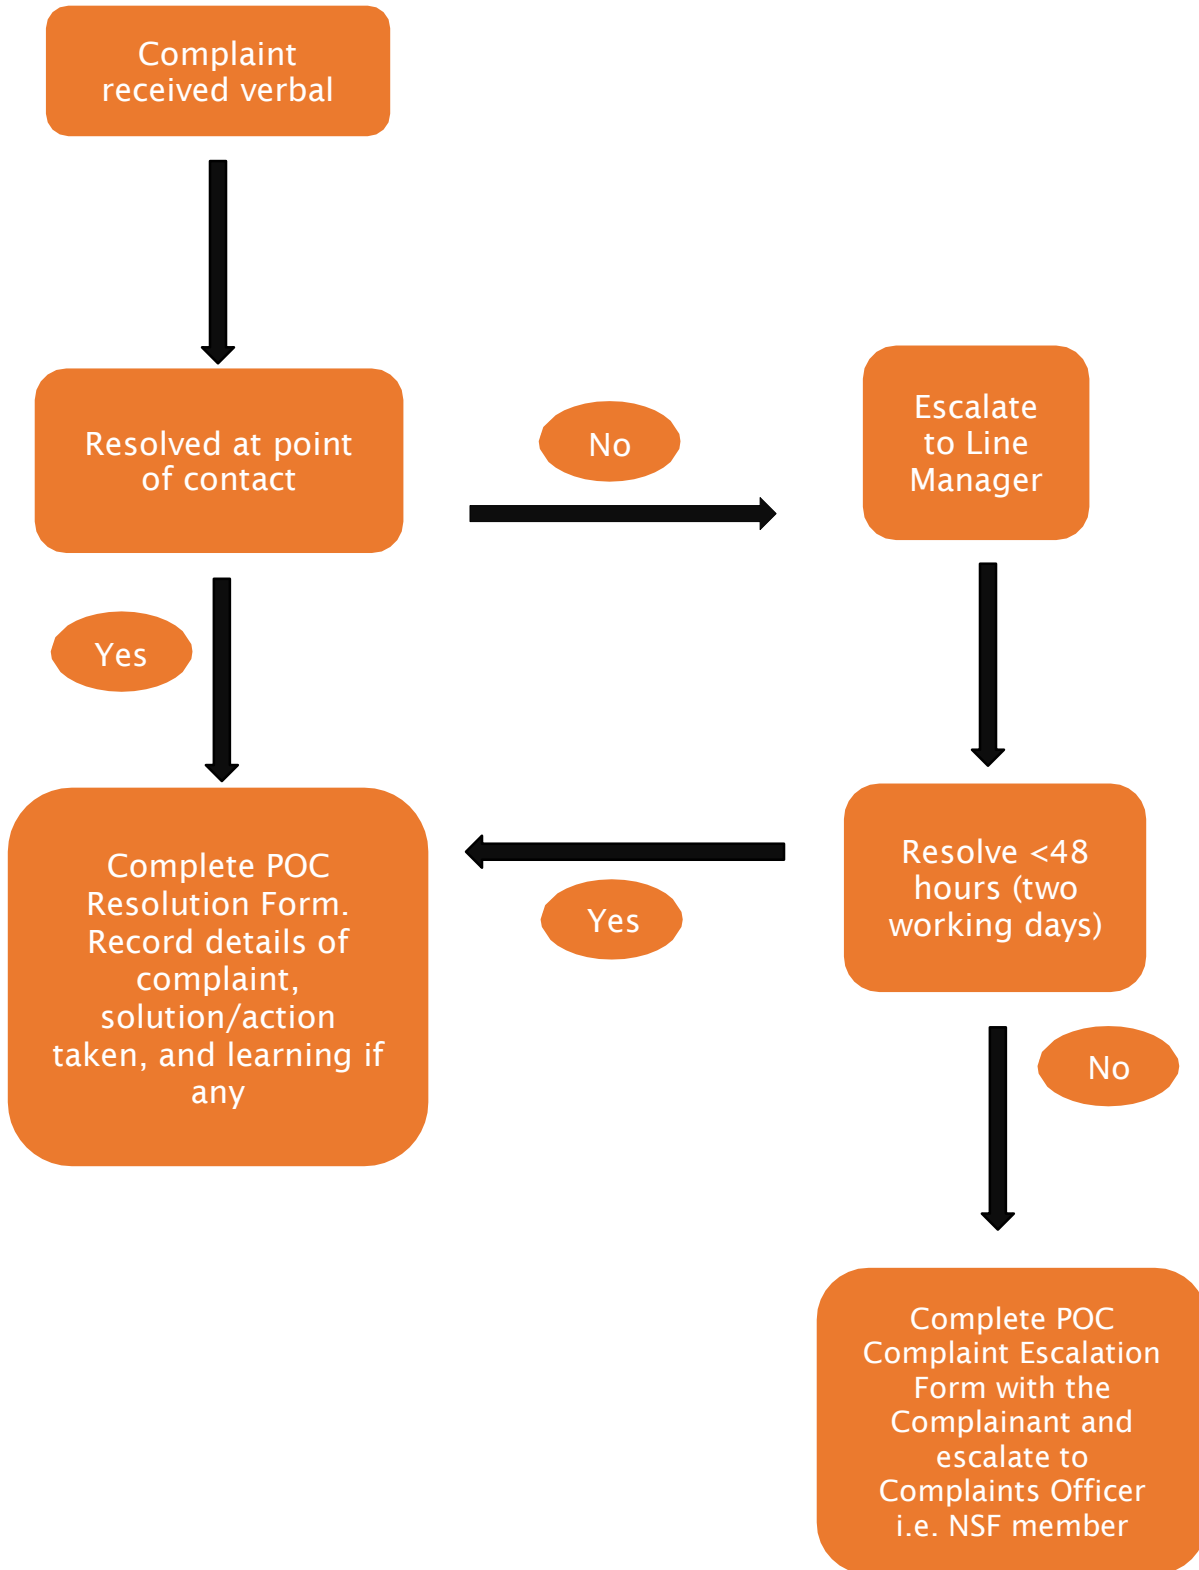 Complaint
received verbal
Resolved at point
of contact
No
Escalate
to Line
Manager
Yes
Complete POC
Resolution Form.
Record details of
complaint,
solution/action
taken, and learning if
any
Yes
Resolve <48
hours (two
working days)
No
Complete POC
Complaint Escalation
Form with the
Complainant and
escalate to
Complaints Officer
i.e. NSF member